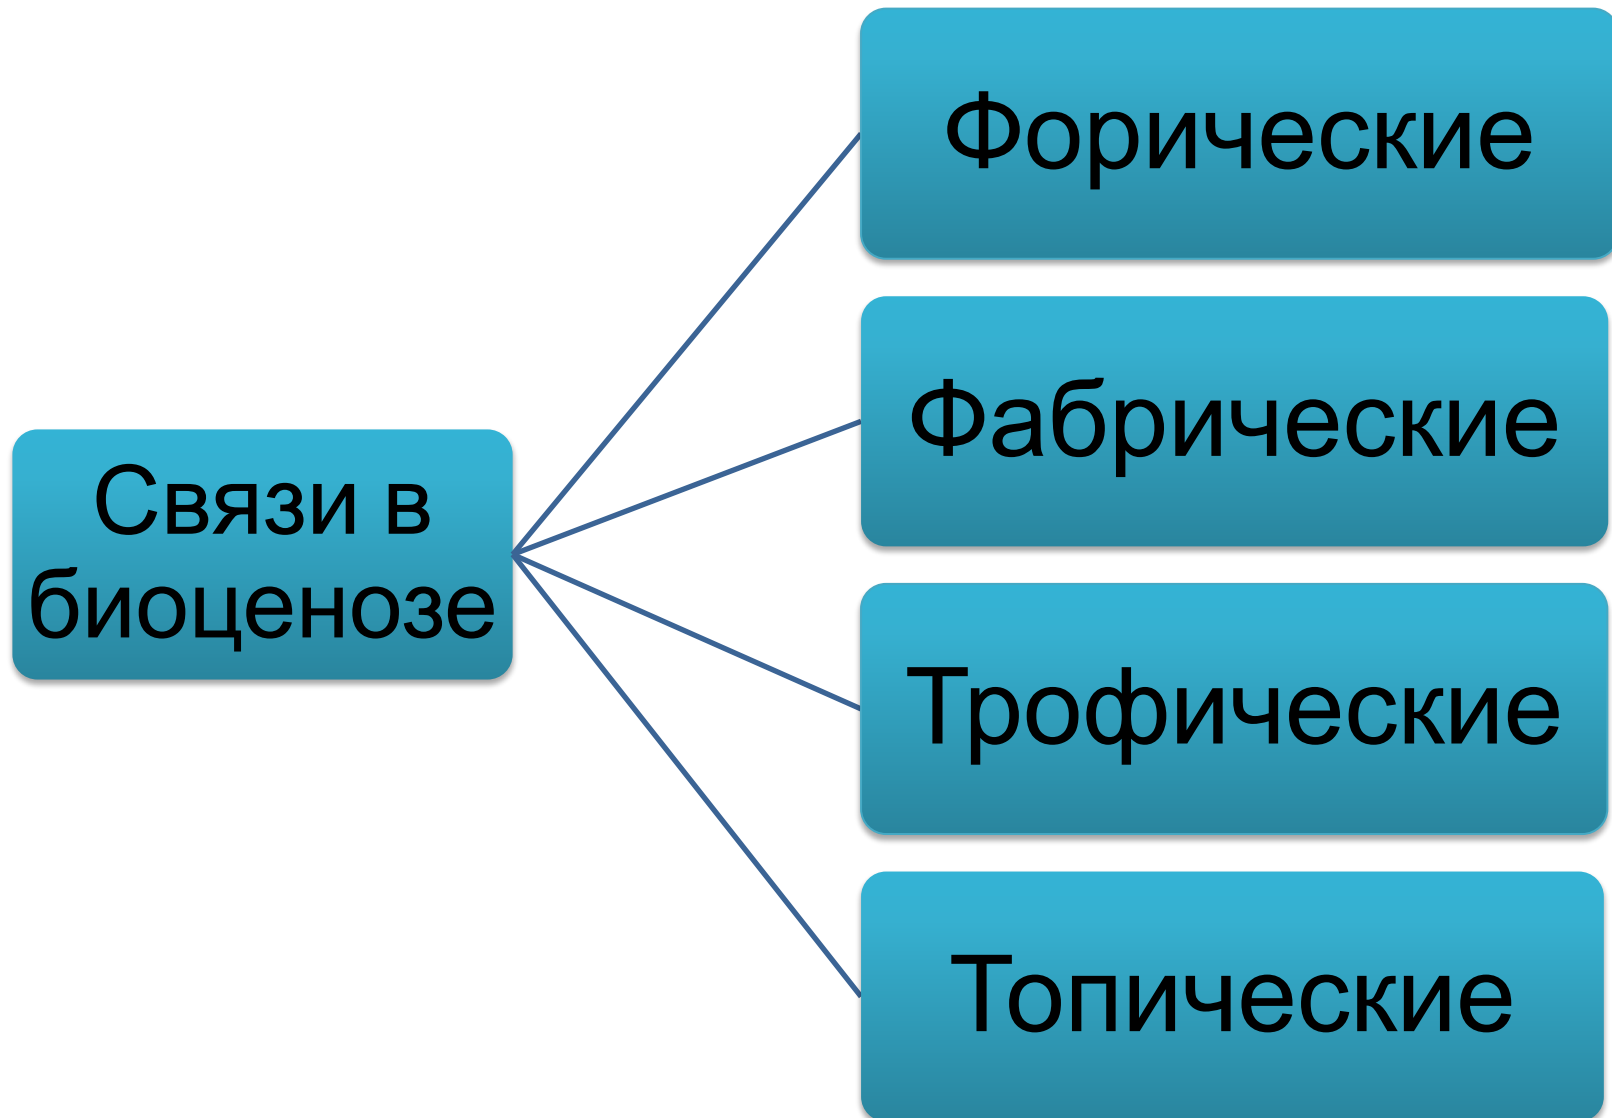 Форические
Фабрические
Связи в
биоценозе
Трофические
Топические